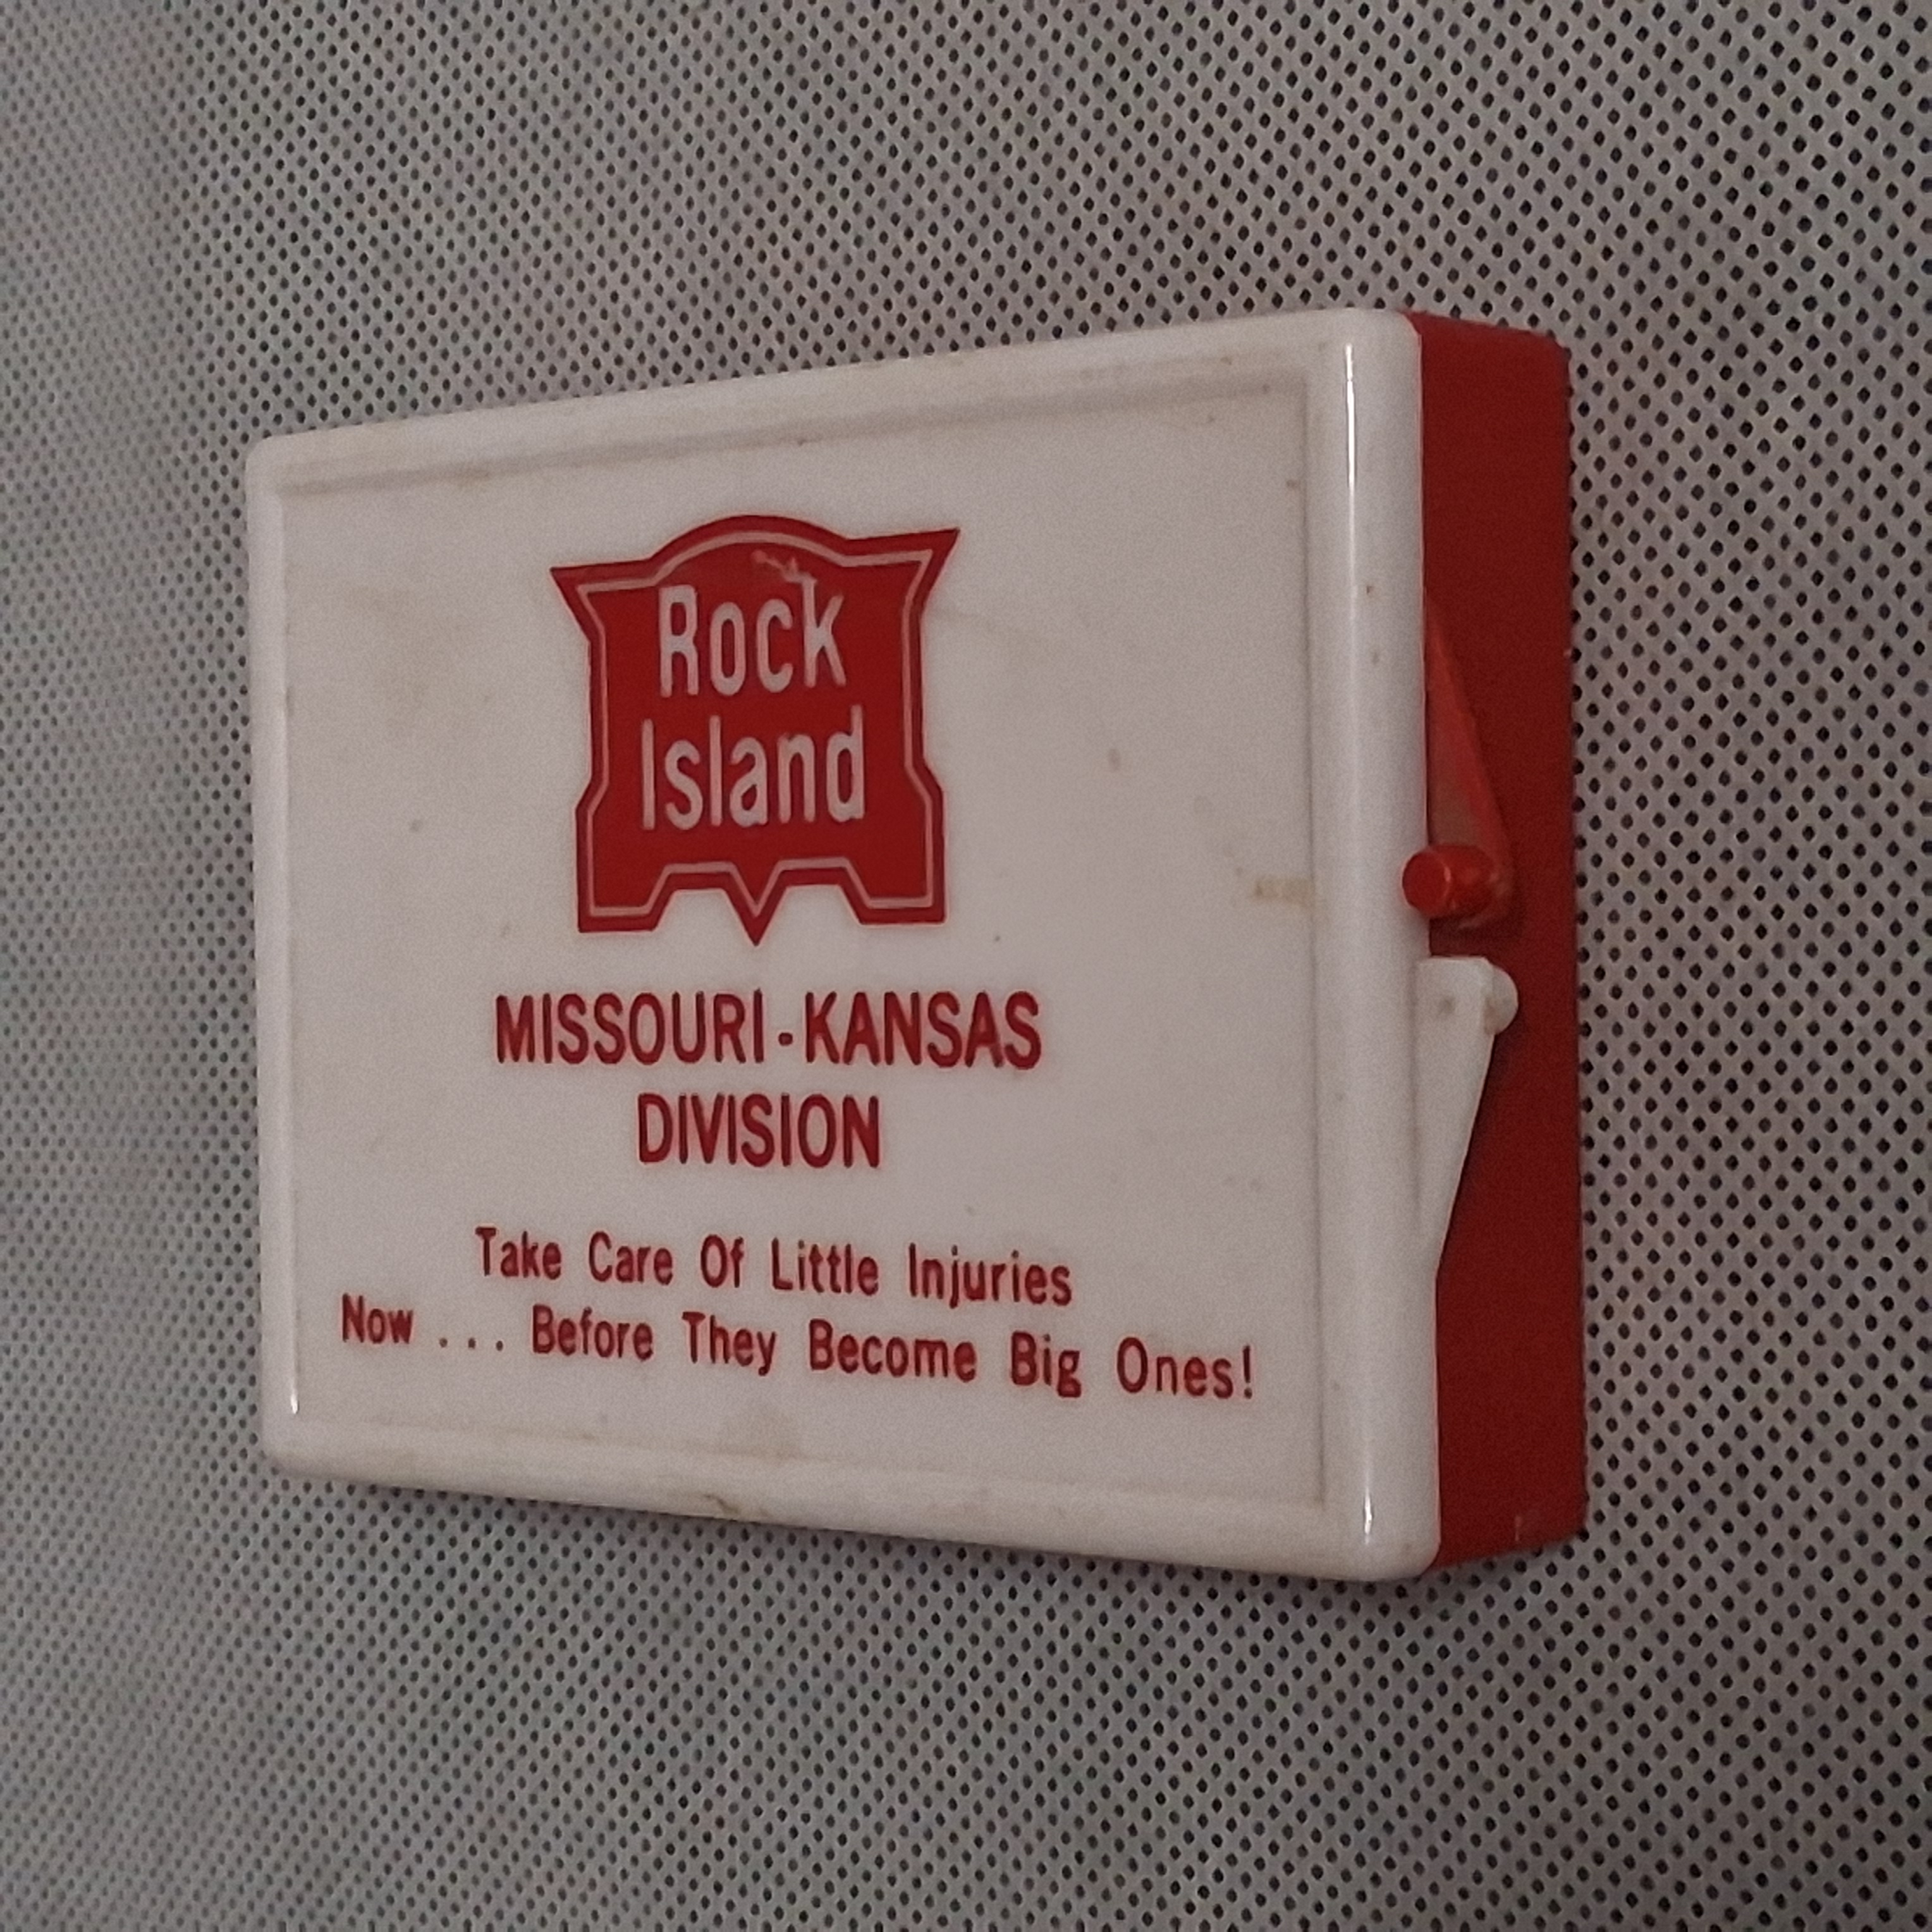 Rock
Island
MISSOURI-KANSAS
DIVISION
Take Care Of Little Injuries
Now . . . Before They Become Big Ones!